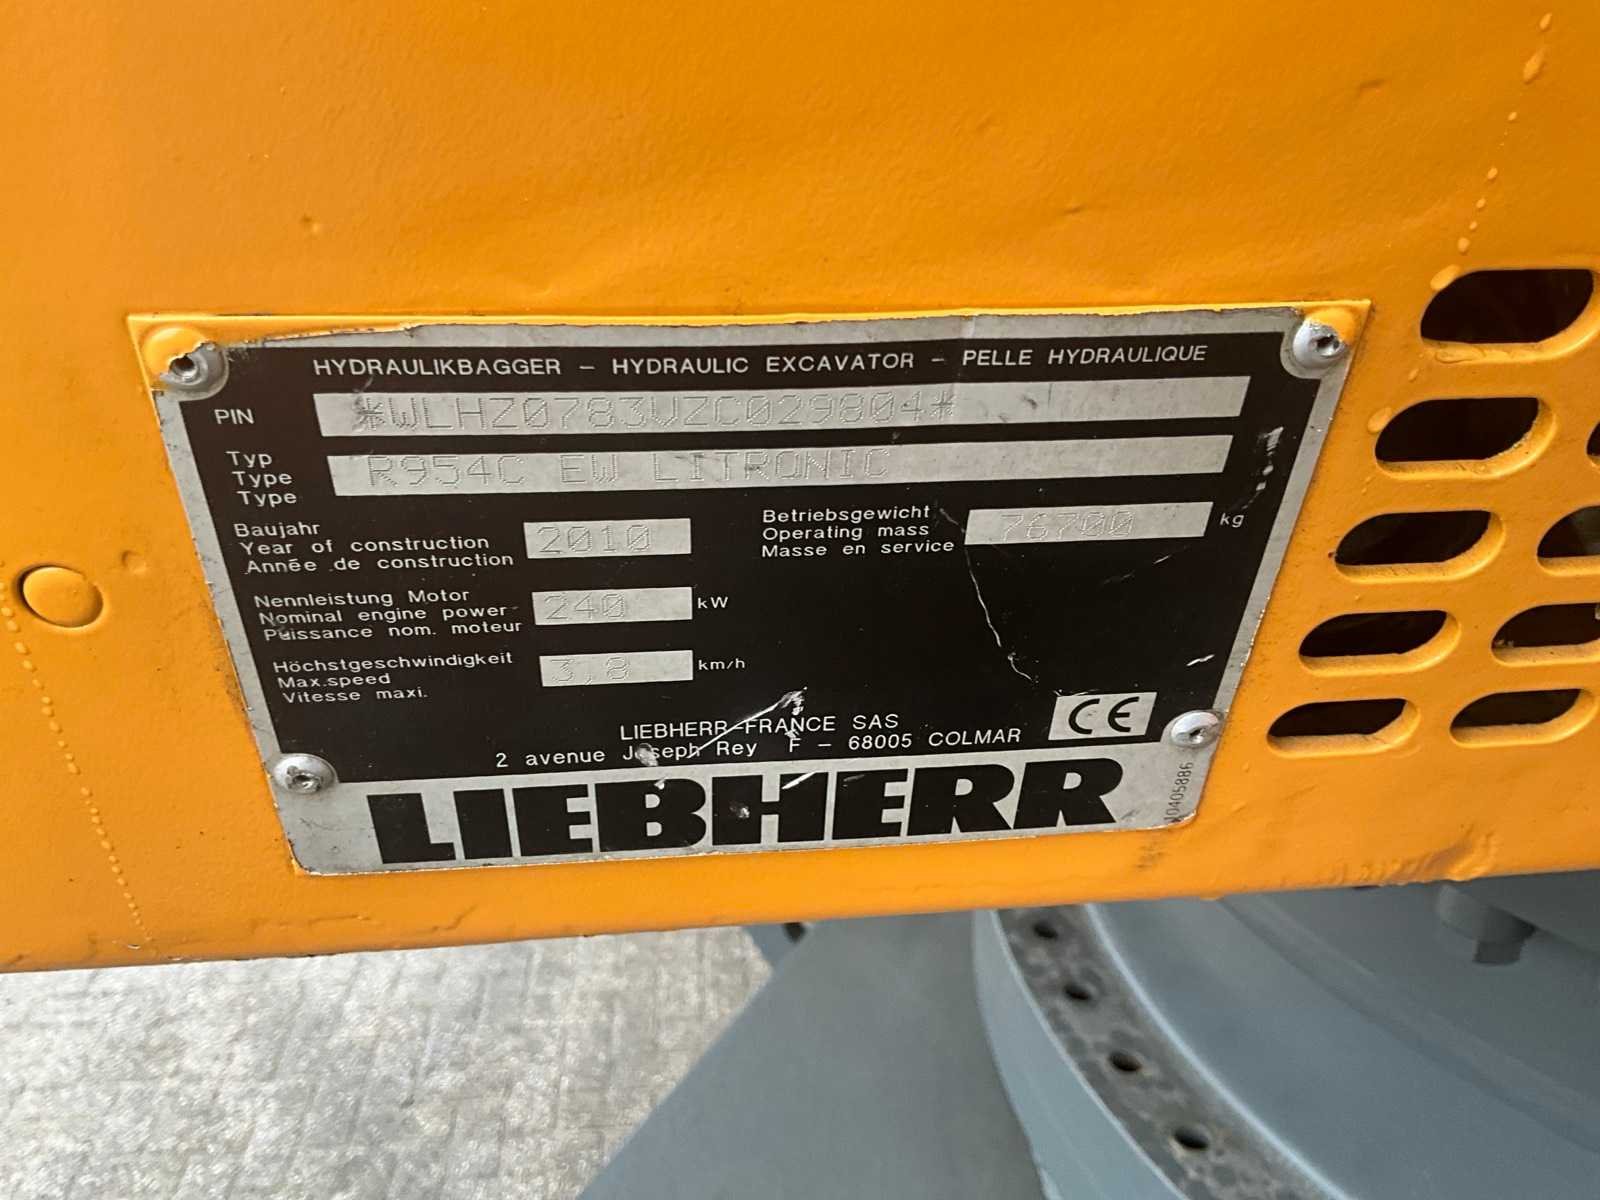 HYDRAULIKBAGGER – HYDRAULIC EXCAVATOR – PELLE HYDRAULIQUE
PIN *WLHZ0783VZC029804*
Typ
Type R954C EW LITRONIC
Type
Baujahr
Year of construction 2010
Année de construction
Betriebsgewicht
Operating mass 76700 kg
Masse en service
Nennleistung Motor
Nominal engine power 240 kW
Puissance nom. moteur
Höchstgeschwindigkeit
Max.speed 3,8 km/h
Vitesse maxi.
LIEBHERR-FRANCE SAS
2 avenue Joseph Rey F – 68005 COLMAR
CE
LIEBHERR